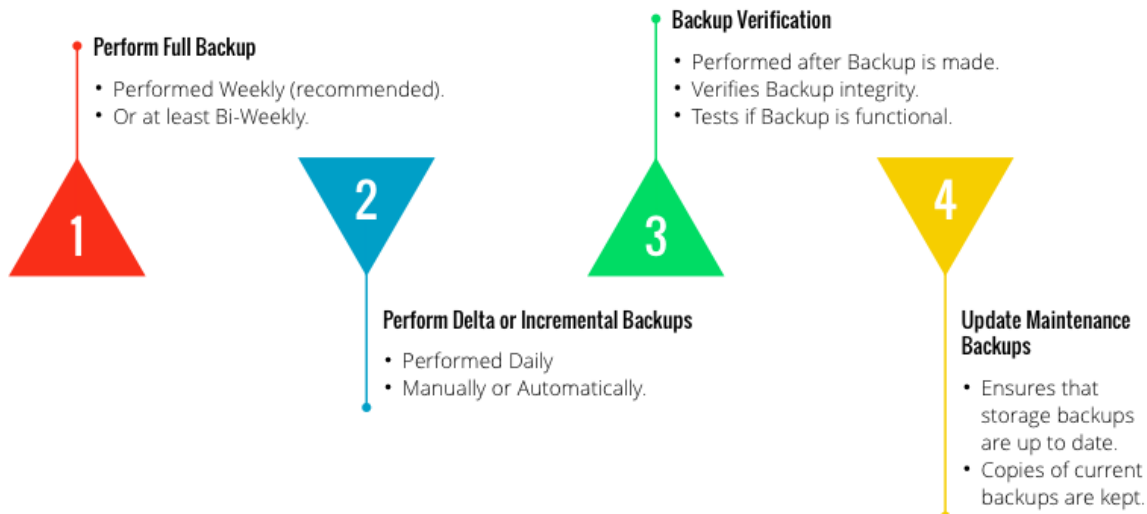 1
Perform Full Backup
• Performed Weekly (recommended).
• Or at least Bi-Weekly.
2
Perform Delta or Incremental Backups
• Performed Daily
• Manually or Automatically.
3
Backup Verification
• Performed after Backup is made.
• Verifies Backup integrity.
• Tests if Backup is functional.
4
Update Maintenance
Backups
• Ensures that
storage backups
are up to date.
• Copies of current
backups are kept.